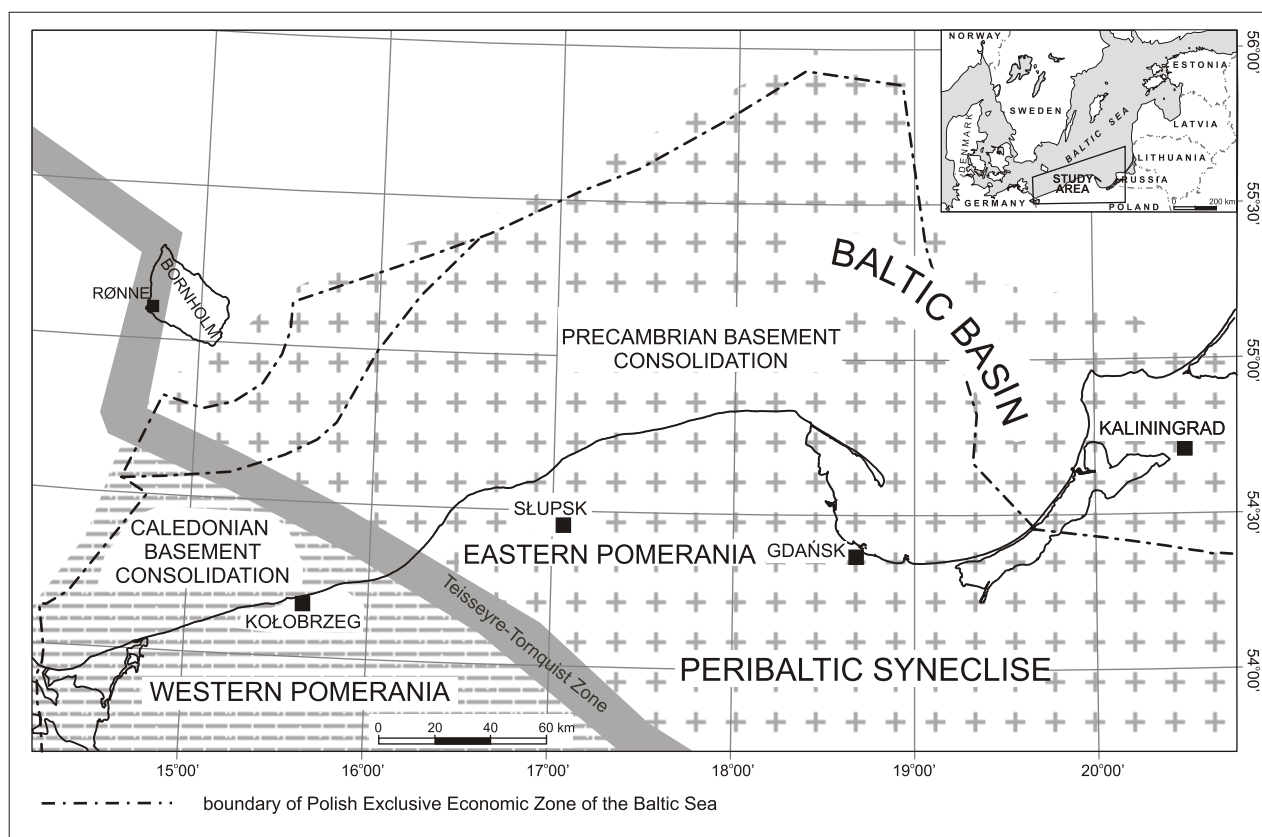 NORWAY
ESTONIA
SWEDEN
LATVIA
DENMARK
BALTIC SEA
LITHUANIA
STUDY
AREA
RUSSIA
GERMANY
POLAND
0 200 km
56°00'
55°30'
55°00'
54°30'
54°00'
BORNHOLM
RØNNE
BALTIC BASIN
PRECAMBRIAN BASEMENT
CONSOLIDATION
KALININGRAD
SŁUPSK
CALEDONIAN
BASEMENT
CONSOLIDATION
EASTERN POMERANIA
GDAŃSK
Teisseyre-Tornquist Zone
KOŁOBRZEG
PERIBALTIC SYNECLISE
WESTERN POMERANIA
0 20 40 60 km
15°00' 16°00' 17°00' 18°00' 19°00' 20°00'
boundary of Polish Exclusive Economic Zone of the Baltic Sea